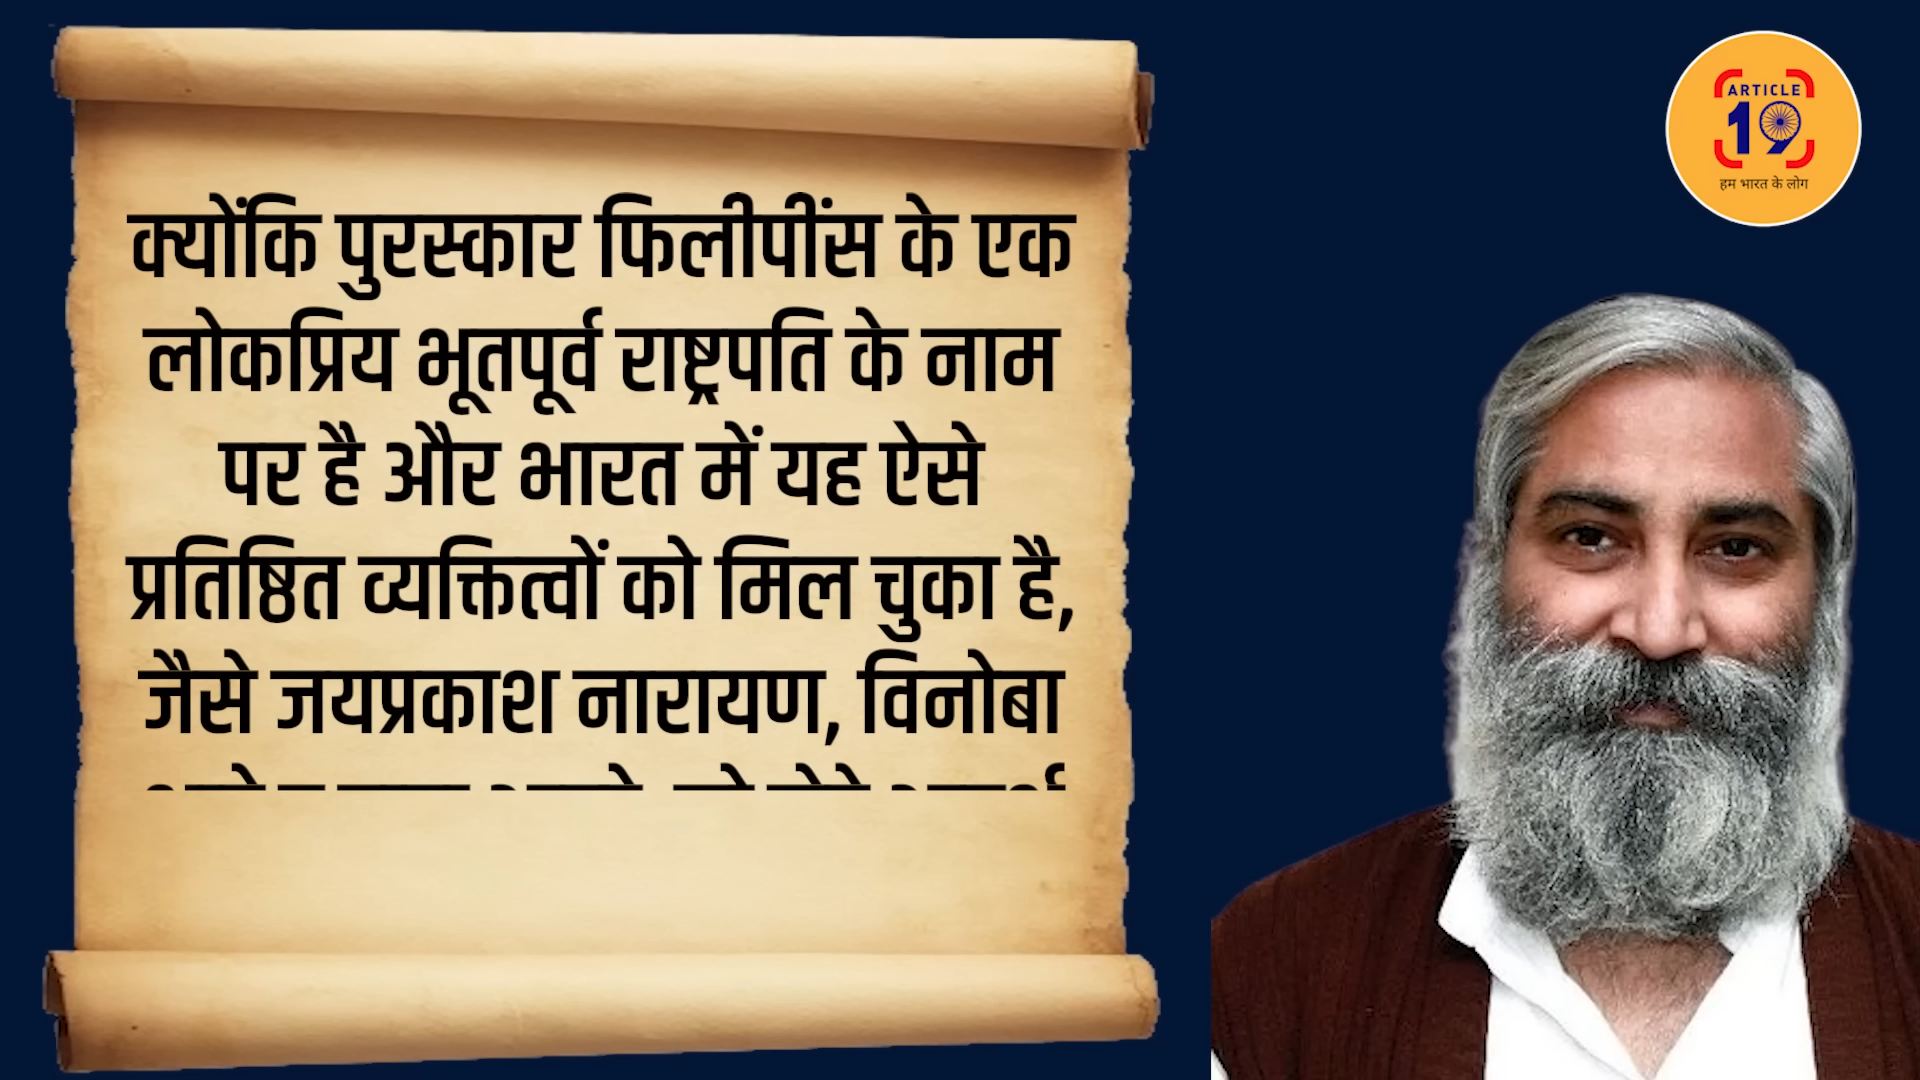 ARTICLE
19
हम भारत के लोग
क्योंकि पुरस्कार फिलीपींस के एक
लोकप्रिय भूतपूर्व राष्ट्रपति के नाम
पर है और भारत में यह ऐसे
प्रतिष्ठित व्यक्तित्वों को मिल चुका है,
जैसे जयप्रकाश नारायण, विनोबा